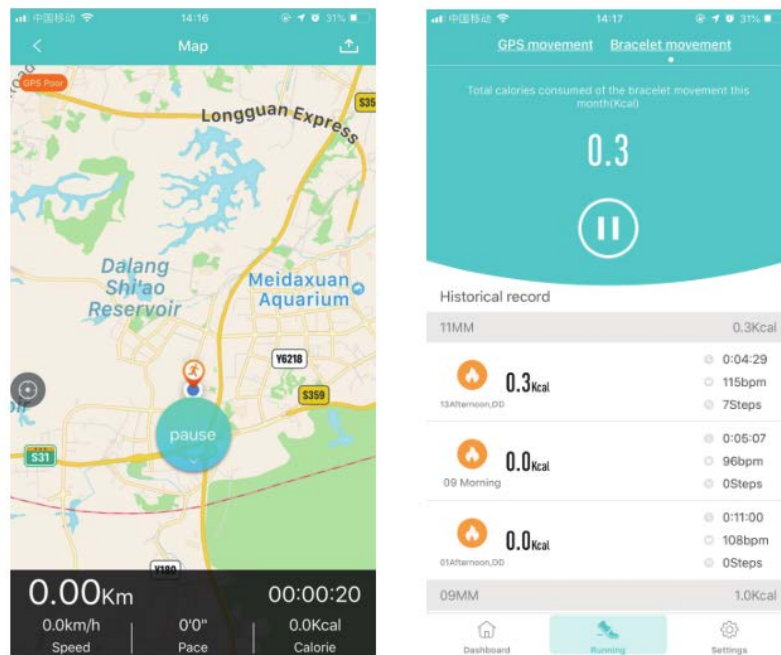 中国移动
14:16
31%
Map
GPS Poor
Longguan Express
S35
Dalang
Shi'ao
Reservoir
Meidaxuan
Aquarium
Y6218
S359
pause
S31
Y180
0.00Km
00:00:20
0.0km/h
0'0"
0.0Kcal
Speed
Pace
Calorie
中国移动
14:17
31%
GPS movement
Bracelet movement
Total calories consumed of the bracelet movement this
month(Kcal)
0.3
Historical record
11MM
0.3Kcal
0.3Kcal
13Afternoon,DD
0:04:29
115bpm
7Steps
0.0Kcal
09 Morning
0:05:07
96bpm
0Steps
0.0Kcal
01Afternoon,DD
0:11:00
108bpm
0Steps
09MM
1.0Kcal
Dashboard
Running
Settings